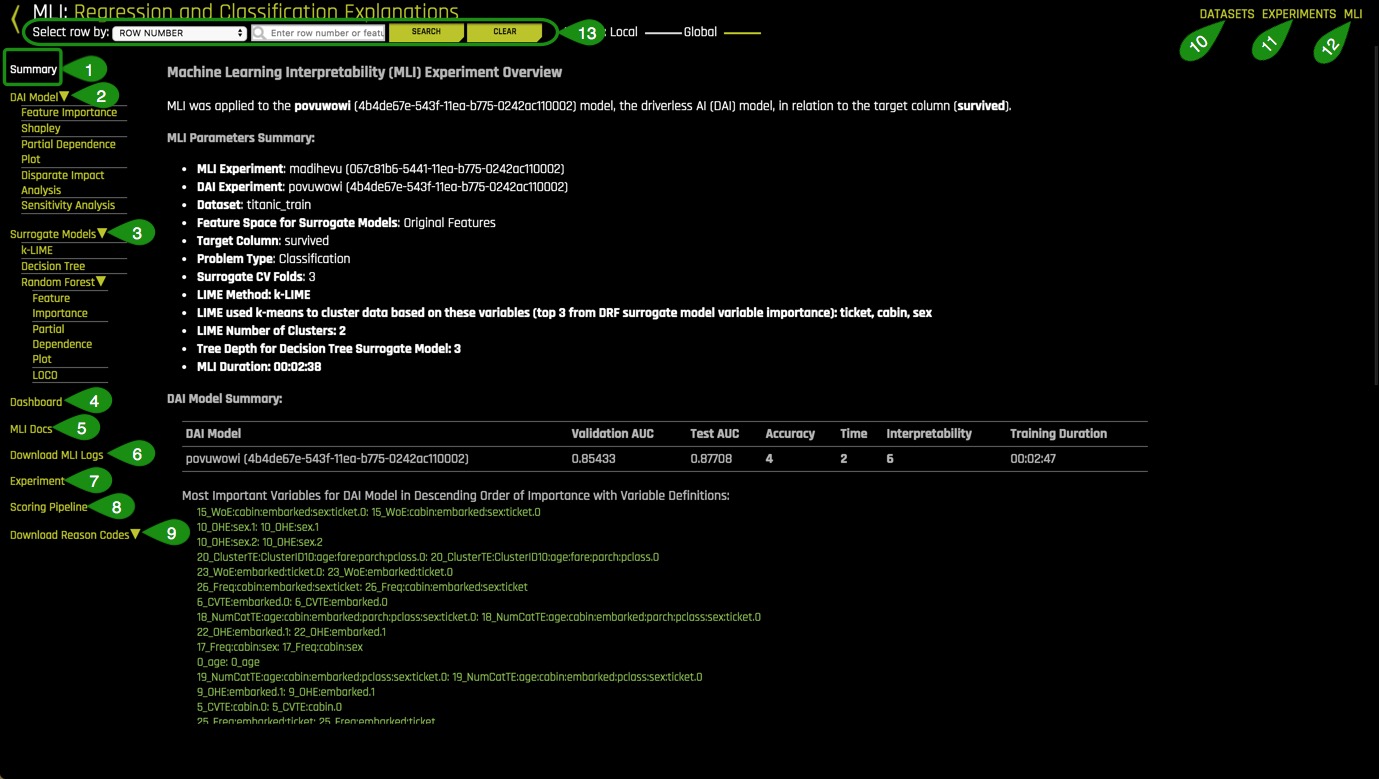 MLI: Regression and Classification Explanations
DATASETS EXPERIMENTS MLI
10 11 12
Select row by: ROW NUMBER Enter row number or featu SEARCH CLEAR 13 : Local Global
Summary 1
DAI Model▼ 2
Feature Importance
Shapley
Partial Dependence
Plot
Disparate Impact
Analysis
Sensitivity Analysis
Surrogate Models▼ 3
k-LIME
Decision Tree
Random Forest▼
Feature
Importance
Partial
Dependence
Plot
LOCO
Dashboard 4
MLI Docs 5
Download MLI Logs 6
Experiment 7
Scoring Pipeline 8
Download Reason Codes▼ 9
Machine Learning Interpretability (MLI) Experiment Overview
MLI was applied to the povuwowi (4b4de67e-543f-11ea-b775-0242ac110002) model, the driverless AI (DAI) model, in relation to the target column (survived).
MLI Parameters Summary:
• MLI Experiment: madihevu (067c81b6-5441-11ea-b775-0242ac110002)
• DAI Experiment: povuwowi (4b4de67e-543f-11ea-b775-0242ac110002)
• Dataset: titanic_train
• Feature Space for Surrogate Models: Original Features
• Target Column: survived
• Problem Type: Classification
• Surrogate CV Folds: 3
• LIME Method: k-LIME
• LIME used k-means to cluster data based on these variables (top 3 from DRF surrogate model variable importance): ticket, cabin, sex
• LIME Number of Clusters: 2
• Tree Depth for Decision Tree Surrogate Model: 3
• MLI Duration: 00:02:38
DAI Model Summary:
DAI Model Validation AUC Test AUC Accuracy Time Interpretability Training Duration
povuwowi (4b4de67e-543f-11ea-b775-0242ac110002) 0.85433 0.87708 4 2 6 00:02:47
Most Important Variables for DAI Model in Descending Order of Importance with Variable Definitions:
15_WoE:cabin:embarked:sex:ticket.0: 15_WoE:cabin:embarked:sex:ticket.0
10_OHE:sex.1: 10_OHE:sex.1
10_OHE:sex.2: 10_OHE:sex.2
20_ClusterTE:ClusterID10:age:fare:parch:pclass.0: 20_ClusterTE:ClusterID10:age:fare:parch:pclass.0
23_WoE:embarked:ticket.0: 23_WoE:embarked:ticket.0
26_Freq:cabin:embarked:sex:ticket: 26_Freq:cabin:embarked:sex:ticket
6_CVTE:embarked.0: 6_CVTE:embarked.0
18_NumCatTE:age:cabin:embarked:parch:pclass:sex:ticket.0: 18_NumCatTE:age:cabin:embarked:parch:pclass:sex:ticket.0
22_OHE:embarked.1: 22_OHE:embarked.1
17_Freq:cabin:sex: 17_Freq:cabin:sex
0_age: 0_age
19_NumCatTE:age:cabin:embarked:pclass:sex:ticket.0: 19_NumCatTE:age:cabin:embarked:pclass:sex:ticket.0
9_OHE:embarked.1: 9_OHE:embarked.1
5_CVTE:cabin.0: 5_CVTE:cabin.0
25_Freq:embarked:ticket: 25_Freq:embarked:ticket